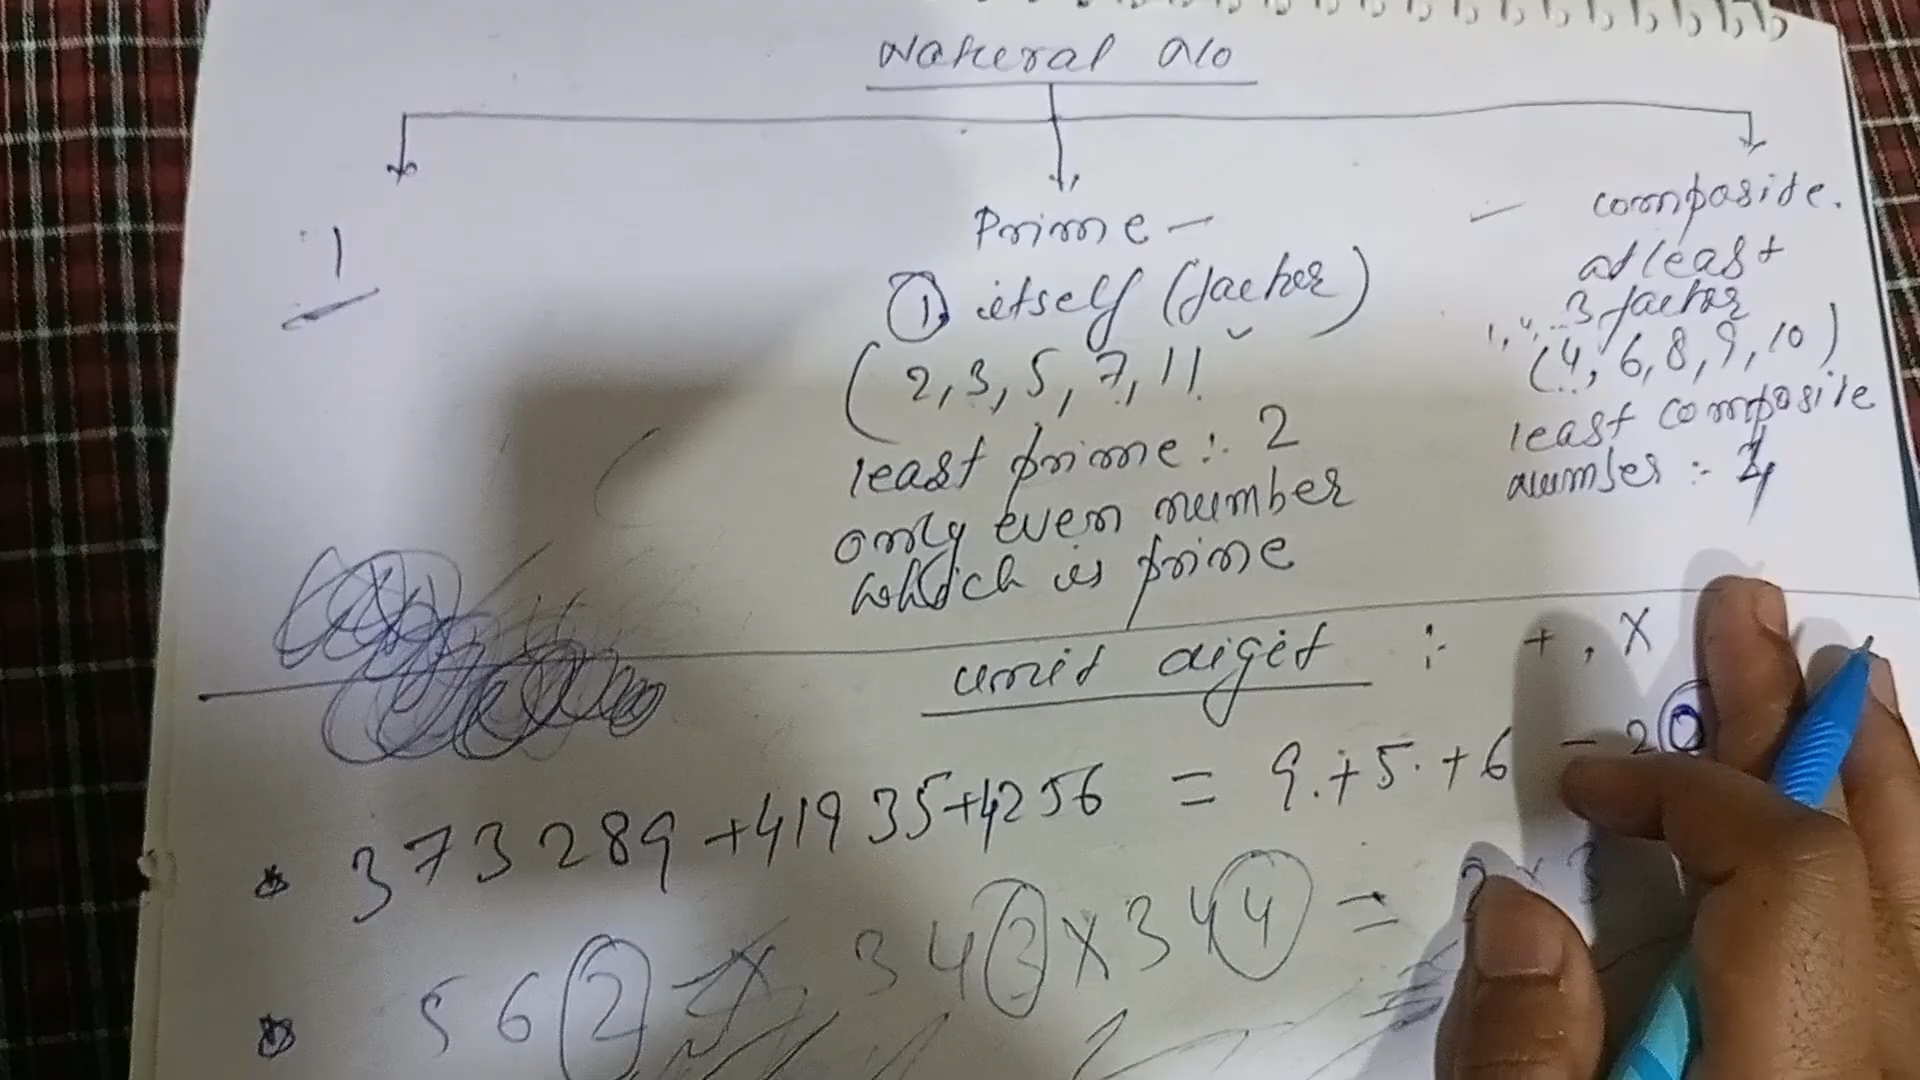 Natural No
1
Prime -
① itself (factor)
(2, 3, 5, 7, 11
least prime :. 2
only even number
which is prime
- composite.
atleast
3 factor
(4, 6, 8, 9, 10)
least composite
number :- 4
unit digit :- +, X
373289 + 41935 + 4256 = 9 + 5 + 6 - 20
562 x 343 x 344 = 2 x 3